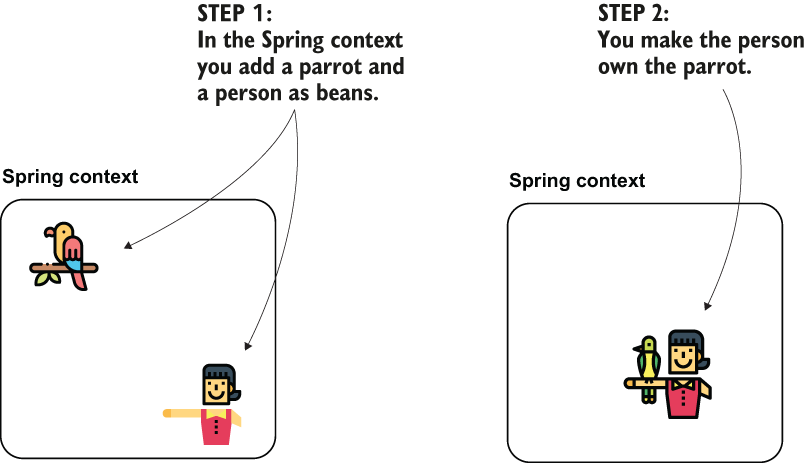 STEP 1:
In the Spring context
you add a parrot and
a person as beans.
STEP 2:
You make the person
own the parrot.
Spring context
Spring context